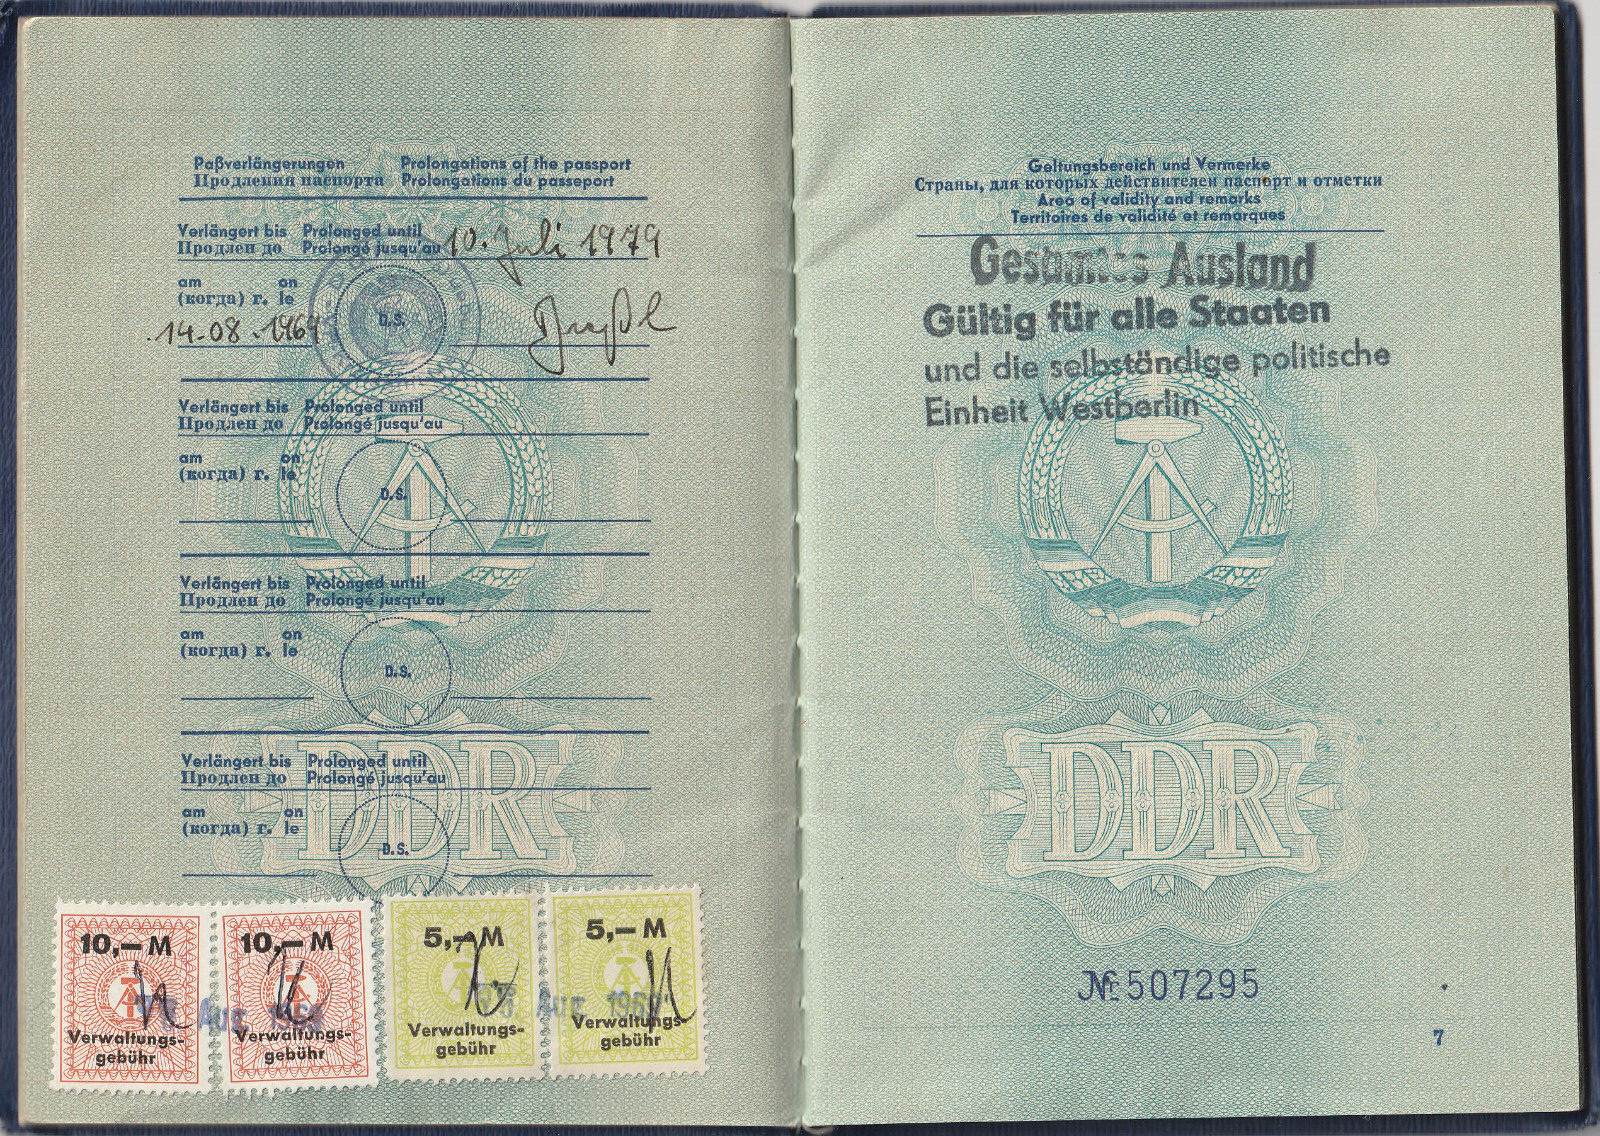 Paßverlängerungen Prolongations of the passport
Продления паспорта Prolongations du passeport
Verlängert bis Prolonged until
Продлен до Prolongé jusqu'au 10. Juli 1979
am on
(когда) г. le
14.08.1969 D.S.
Verlängert bis Prolonged until
Продлен до Prolongé jusqu'au
am on
(когда) г. le
D.S.
Verlängert bis Prolonged until
Продлен до Prolongé jusqu'au
am on
(когда) г. le
D.S.
Verlängert bis Prolonged until
Продлен до Prolongé jusqu'au
am on
(когда) г. le
D.S.
DDR
10,—M 10,—M 5,—M 5,—M
Aug. Aug. 1969
Verwaltungs- Verwaltungs- Verwaltungs- Verwaltungs-
gebühr gebühr gebühr gebühr
Geltungsbereich und Vermerke
Страны, для которых действителен паспорт и отметки
Area of validity and remarks
Territoires de validité et remarques
Gesamtes Ausland
Gültig für alle Staaten
und die selbständige politische
Einheit Westberlin
DDR
№ 507295
7